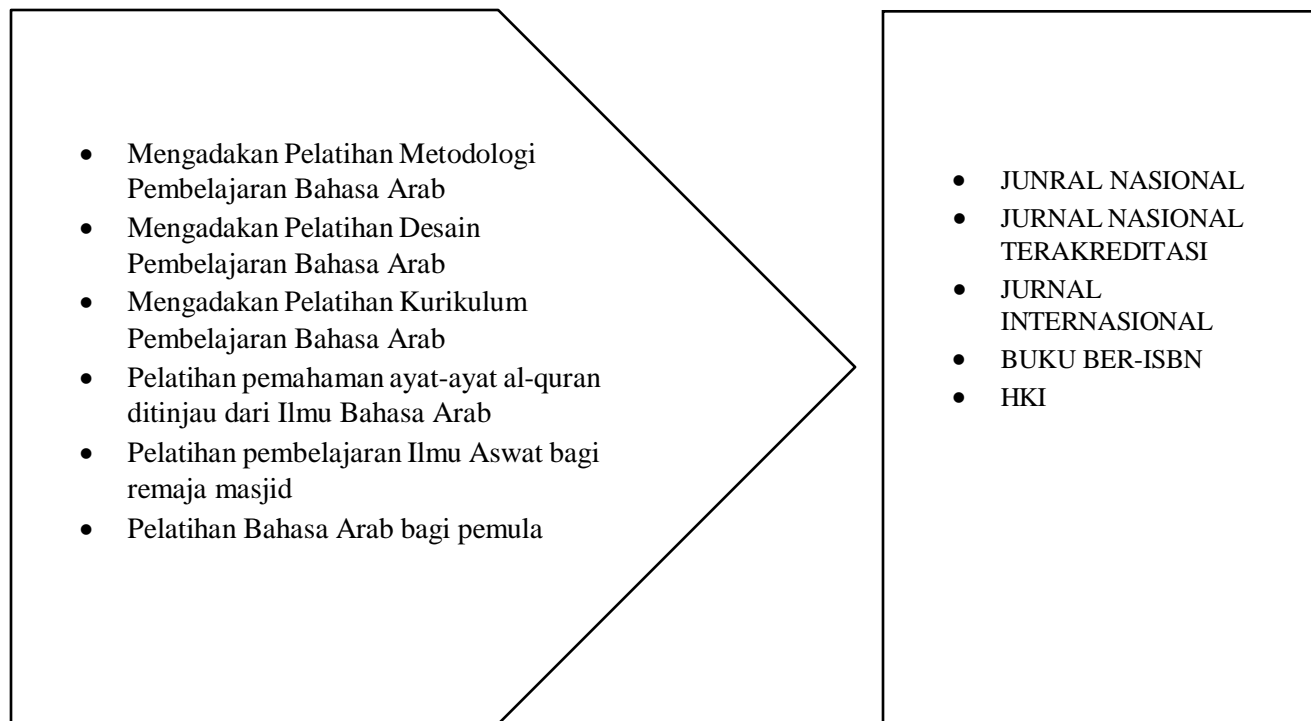 • Mengadakan Pelatihan Metodologi
Pembelajaran Bahasa Arab
• Mengadakan Pelatihan Desain
Pembelajaran Bahasa Arab
• Mengadakan Pelatihan Kurikulum
Pembelajaran Bahasa Arab
• Pelatihan pemahaman ayat-ayat al-quran
ditinjau dari Ilmu Bahasa Arab
• Pelatihan pembelajaran Ilmu Aswat bagi
remaja masjid
• Pelatihan Bahasa Arab bagi pemula
• JUNRAL NASIONAL
• JURNAL NASIONAL
TERAKREDITASI
• JURNAL
INTERNASIONAL
• BUKU BER-ISBN
• HKI